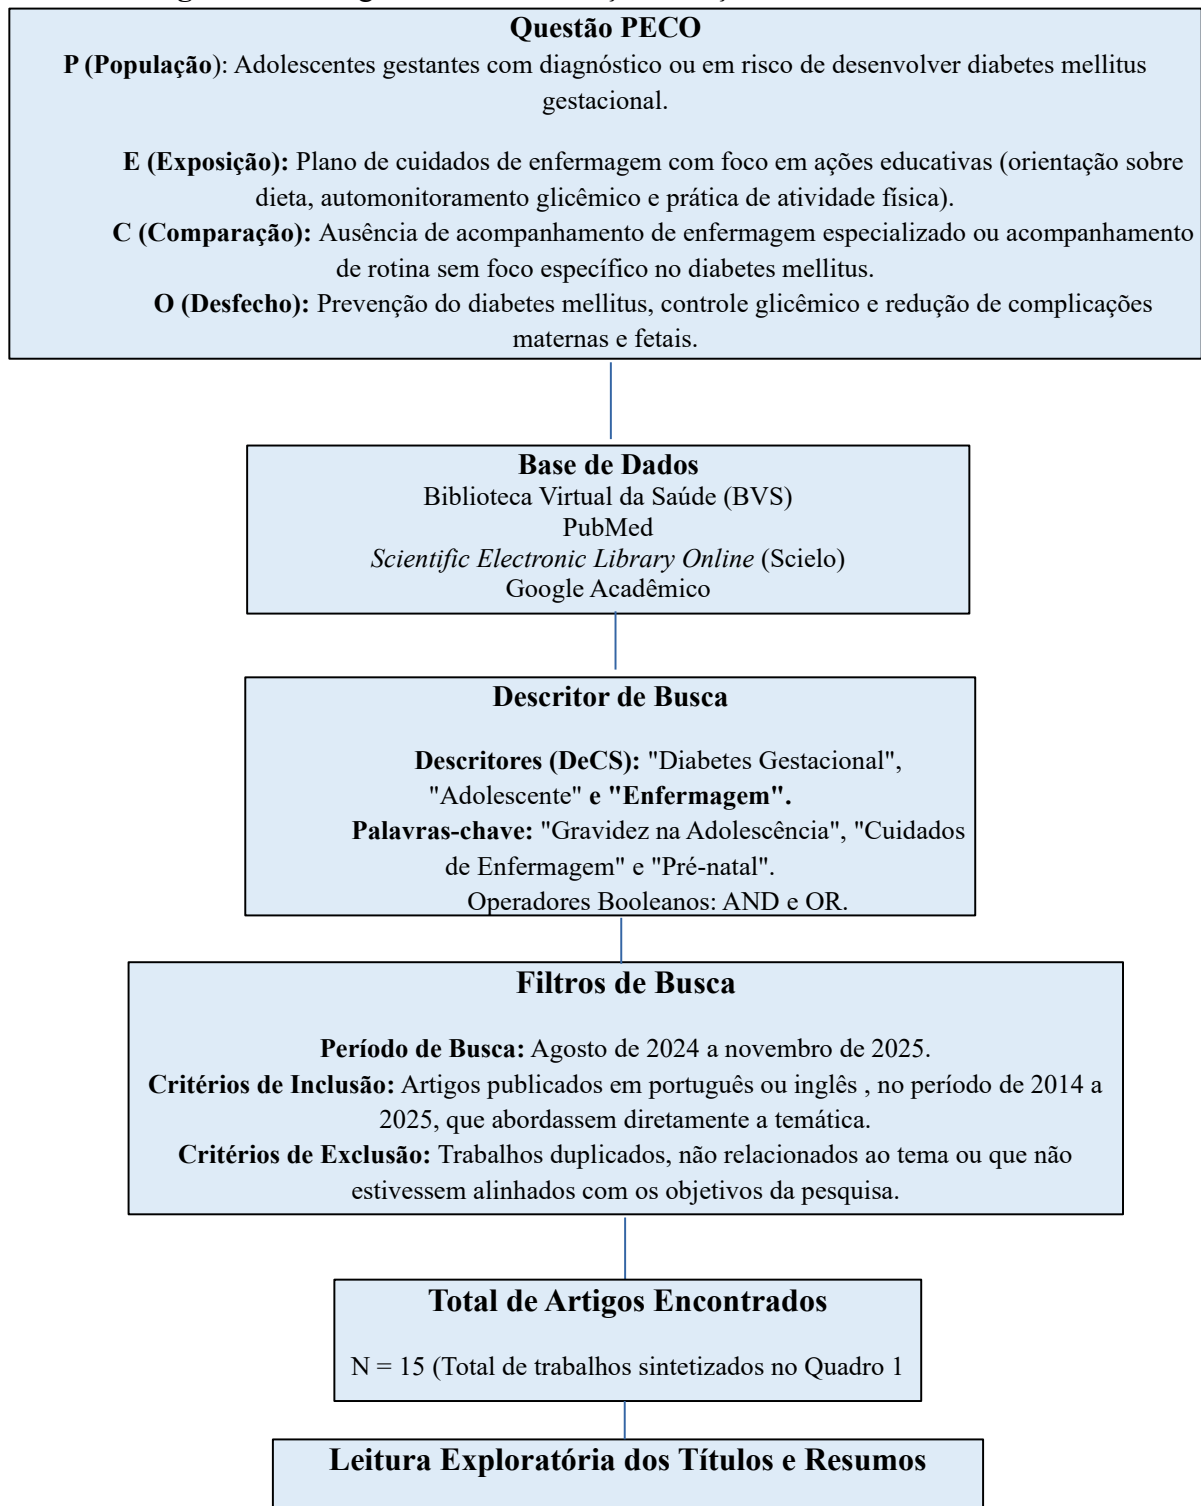 Questão PECO
P (População): Adolescentes gestantes com diagnóstico ou em risco de desenvolver diabetes mellitus
gestacional.
E (Exposição): Plano de cuidados de enfermagem com foco em ações educativas (orientação sobre
dieta, automonitoramento glicêmico e prática de atividade física).
C (Comparação): Ausência de acompanhamento de enfermagem especializado ou acompanhamento
de rotina sem foco específico no diabetes mellitus.
O (Desfecho): Prevenção do diabetes mellitus, controle glicêmico e redução de complicações
maternas e fetais.
Base de Dados
Biblioteca Virtual da Saúde (BVS)
PubMed
Scientific Electronic Library Online (Scielo)
Google Acadêmico
Descritor de Busca
Descritores (DeCS): "Diabetes Gestacional",
"Adolescente" e "Enfermagem".
Palavras-chave: "Gravidez na Adolescência", "Cuidados
de Enfermagem" e "Pré-natal".
Operadores Booleanos: AND e OR.
Filtros de Busca
Período de Busca: Agosto de 2024 a novembro de 2025.
Critérios de Inclusão: Artigos publicados em português ou inglês , no período de 2014 a
2025, que abordassem diretamente a temática.
Critérios de Exclusão: Trabalhos duplicados, não relacionados ao tema ou que não
estivessem alinhados com os objetivos da pesquisa.
Total de Artigos Encontrados
N = 15 (Total de trabalhos sintetizados no Quadro 1
Leitura Exploratória dos Títulos e Resumos